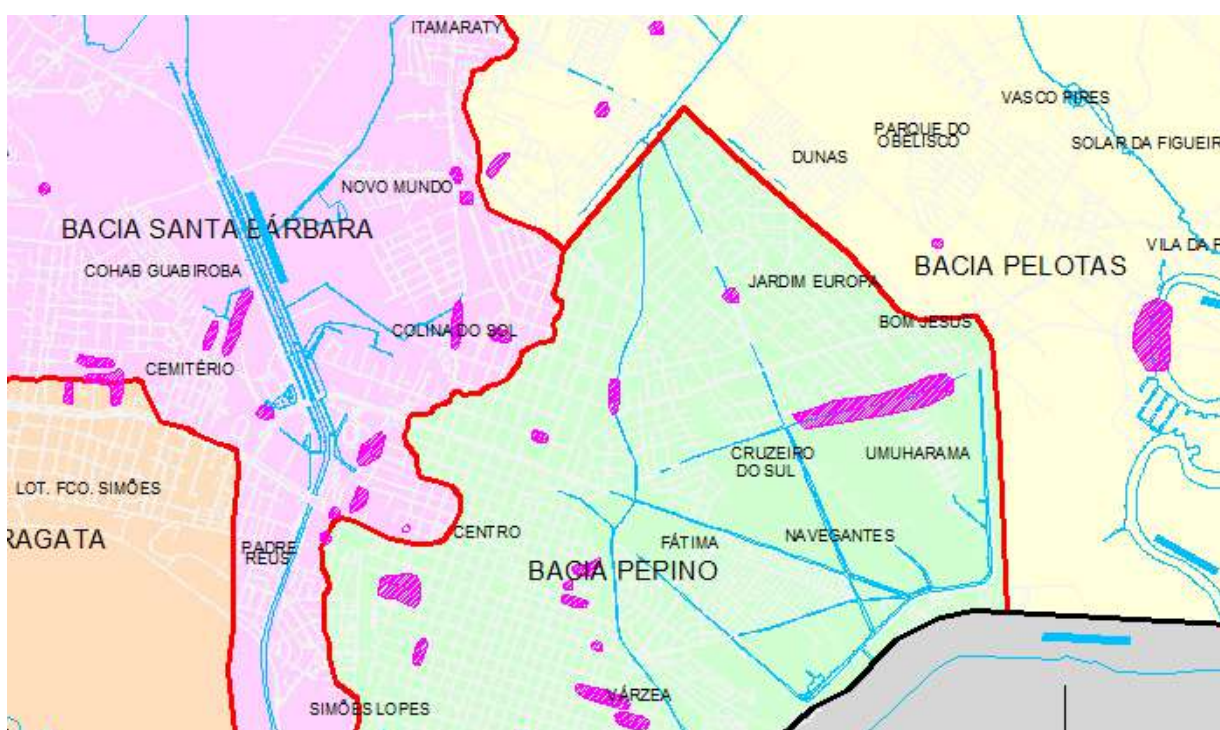 ITAMARATY
VASCO PIRES
PARQUE DO
OBELISCO
SOLAR DA FIGUEIR
DUNAS
NOVO MUNDO
BACIA SANTA BÁRBARA
VILA DA F
COHAB GUABIROBA
BACIA PELOTAS
JARDIM EUROPA
BOM JESUS
COLINA DO SOL
CEMITÉRIO
CRUZEIRO
DO SUL
UMUHARAMA
LOT. FCO. SIMÕES
RAGATA
CENTRO
PADRE
REUS
FÁTIMA
NAVEGANTES
BACIA PEPINO
VÁRZEA
SIMÕES LOPES